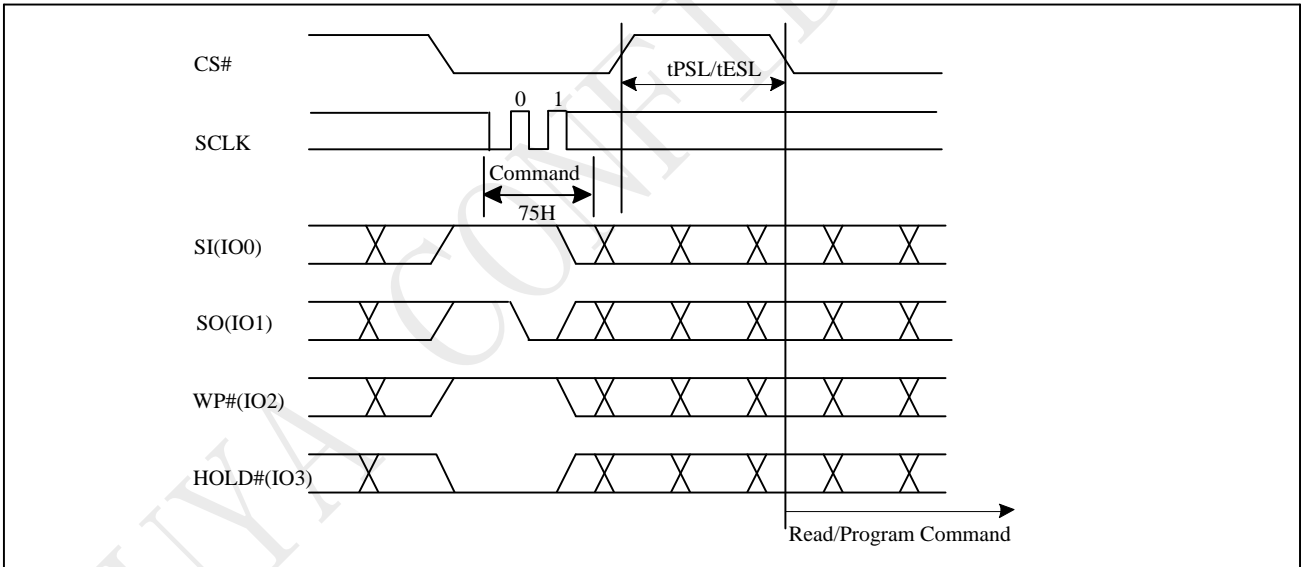 CS#
tPSL/tESL
0 1
SCLK
Command
75H
SI(IO0)
SO(IO1)
WP#(IO2)
HOLD#(IO3)
Read/Program Command